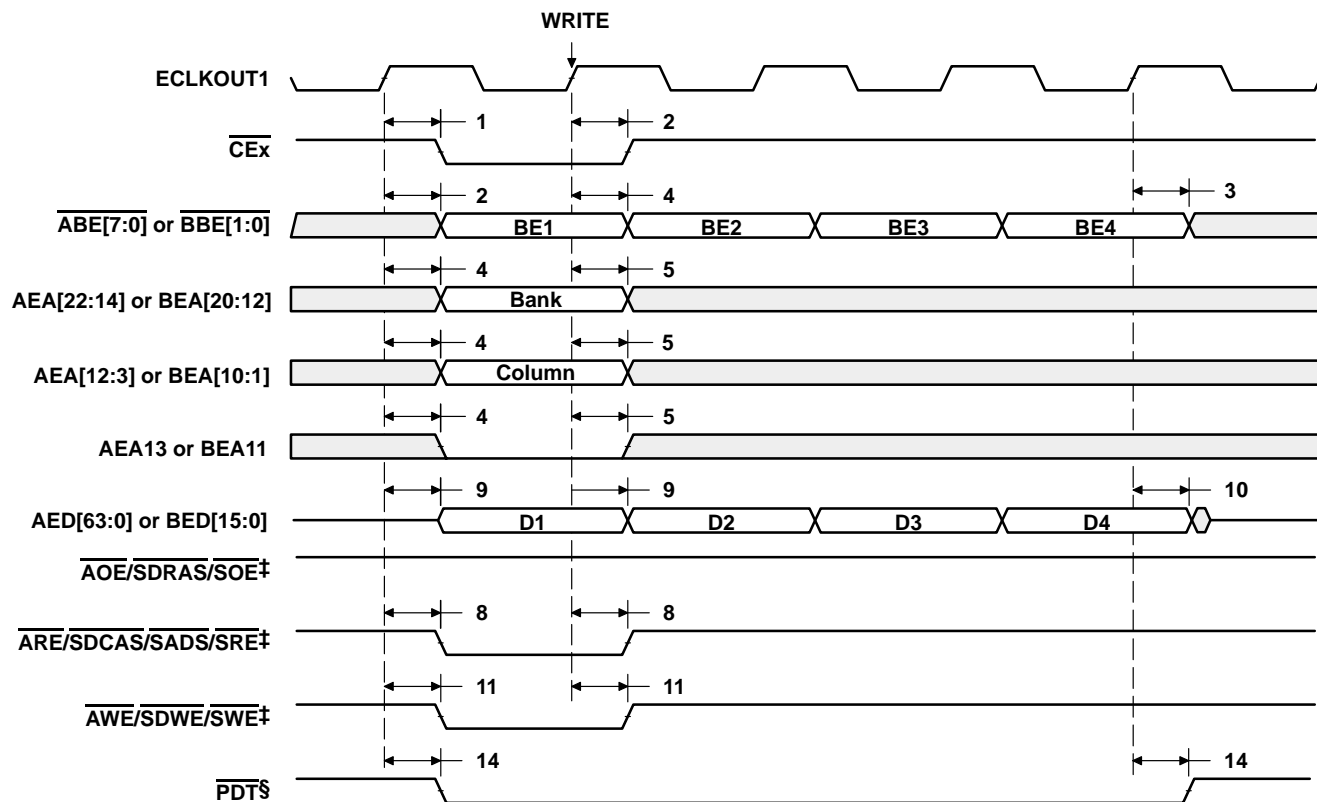 WRITE
ECLKOUT1
1 2
CEx
2 4 3
ABE[7:0] or BBE[1:0] BE1 BE2 BE3 BE4
4 5
AEA[22:14] or BEA[20:12] Bank
4 5
AEA[12:3] or BEA[10:1] Column
4 5
AEA13 or BEA11
9 9 10
AED[63:0] or BED[15:0] D1 D2 D3 D4
AOE/SDRAS/SOE‡
8 8
ARE/SDCAS/SADS/SRE‡
11 11
AWE/SDWE/SWE‡
14 14
PDT§